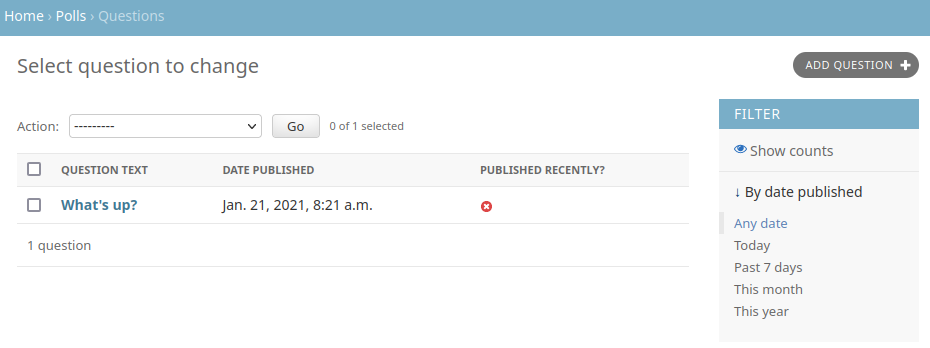 Home › Polls › Questions
Select question to change
ADD QUESTION +
Action: --------- Go 0 of 1 selected
QUESTION TEXT DATE PUBLISHED PUBLISHED RECENTLY?
What's up? Jan. 21, 2021, 8:21 a.m.
1 question
FILTER
Show counts
↓ By date published
Any date
Today
Past 7 days
This month
This year